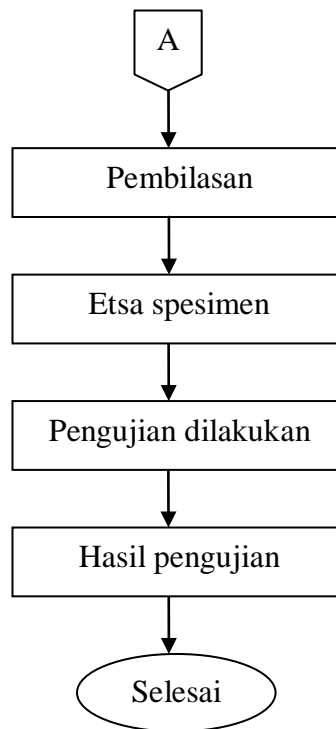 A
Pembilasan
Etsa spesimen
Pengujian dilakukan
Hasil pengujian
Selesai